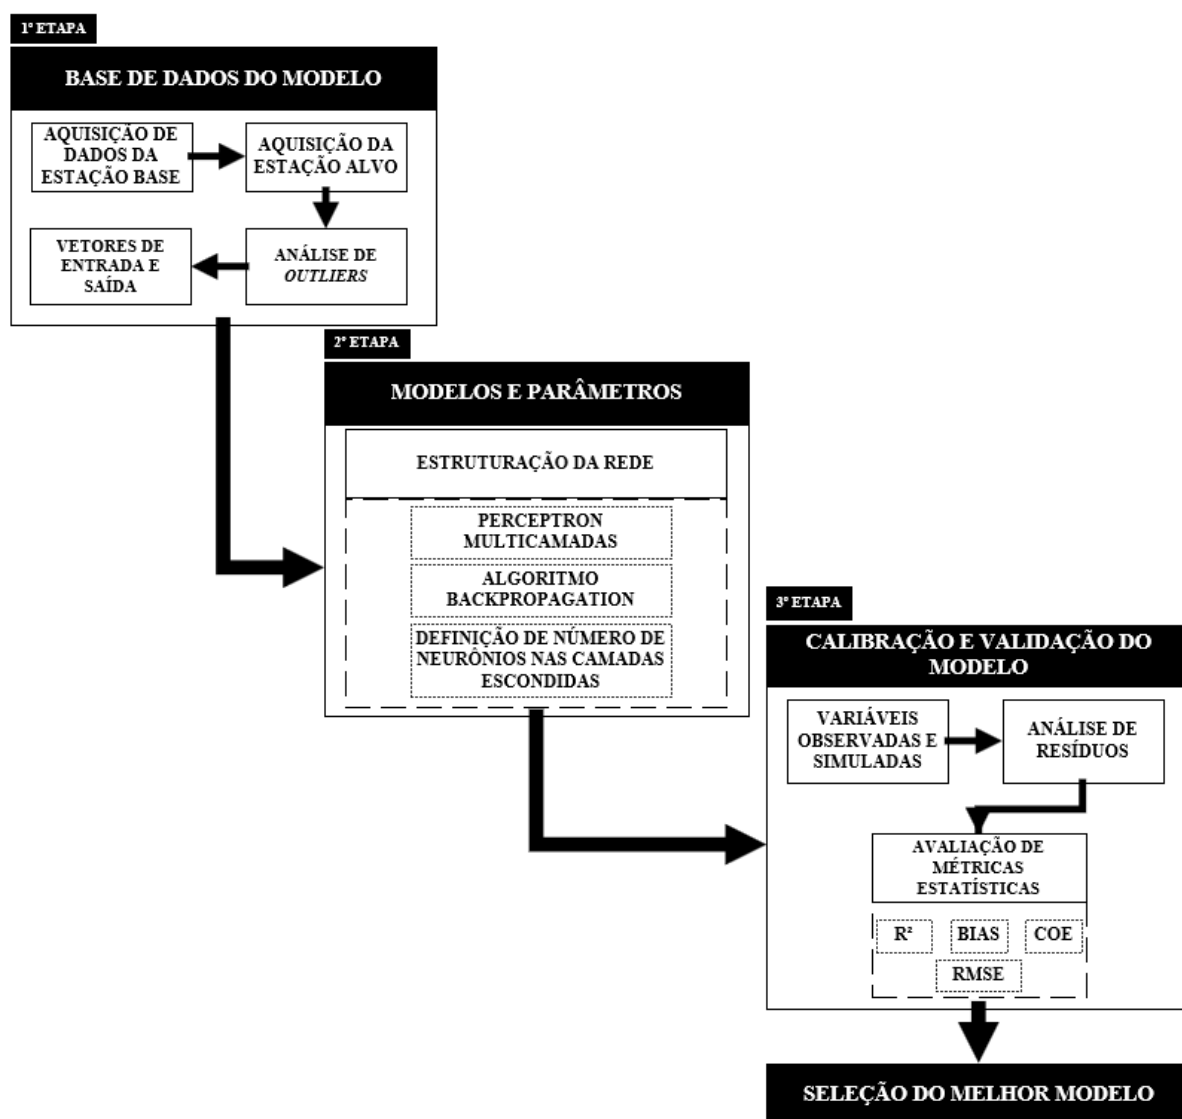 1º ETAPA
BASE DE DADOS DO MODELO
AQUISIÇÃO DE
DADOS DA
ESTAÇÃO BASE
AQUISIÇÃO DA
ESTAÇÃO ALVO
VETORES DE
ENTRADA E
SAÍDA
ANÁLISE DE
OUTLIERS
2º ETAPA
MODELOS E PARÂMETROS
ESTRUTURAÇÃO DA REDE
PERCEPTRON
MULTICAMADAS
ALGORITMO
BACKPROPAGATION
DEFINIÇÃO DE NÚMERO DE
NEURÔNIOS NAS CAMADAS
ESCONDIDAS
3º ETAPA
CALIBRAÇÃO E VALIDAÇÃO DO
MODELO
VARIÁVEIS
OBSERVADAS E
SIMULADAS
ANÁLISE DE
RESÍDUOS
AVALIAÇÃO DE
MÉTRICAS
ESTATÍSTICAS
R² BIAS COE
RMSE
SELEÇÃO DO MELHOR MODELO